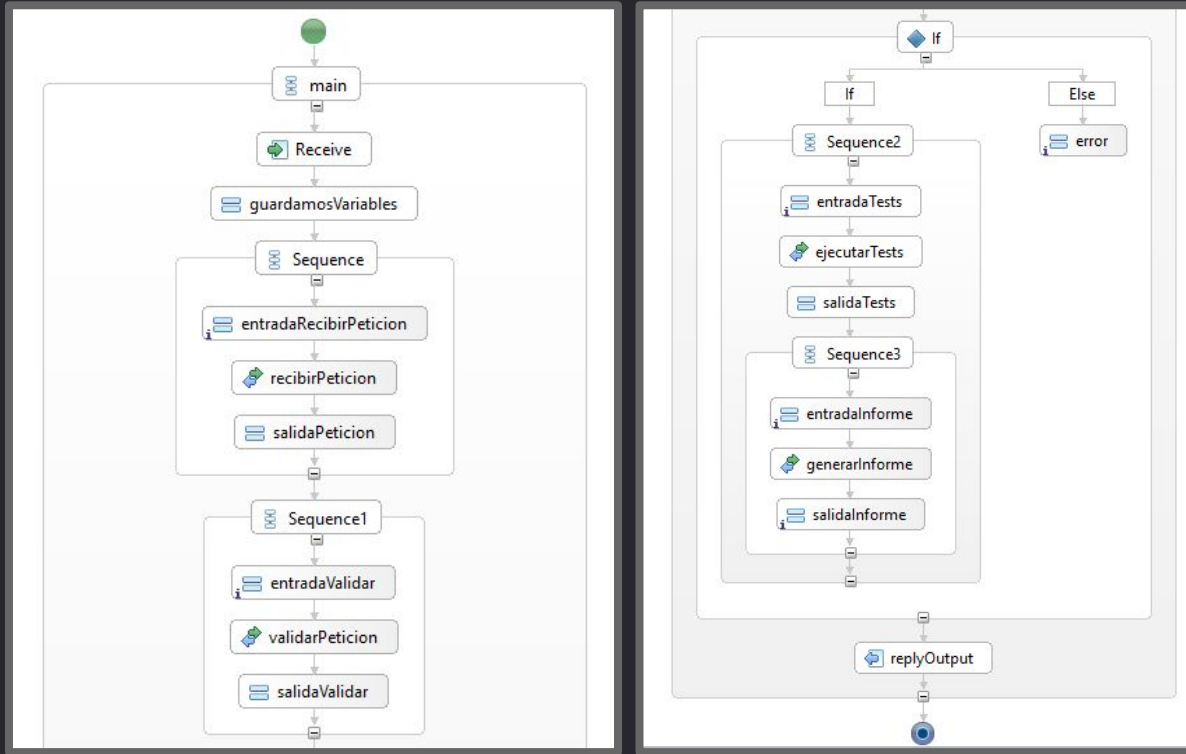 main
Receive
guardamosVariables
Sequence
entradaRecibirPeticion
recibirPeticion
salidaPeticion
Sequence1
entradaValidar
validarPeticion
salidaValidar
If
If
Else
Sequence2
error
entradaTests
ejecutarTests
salidaTests
Sequence3
entradaInforme
generarInforme
salidaInforme
replyOutput